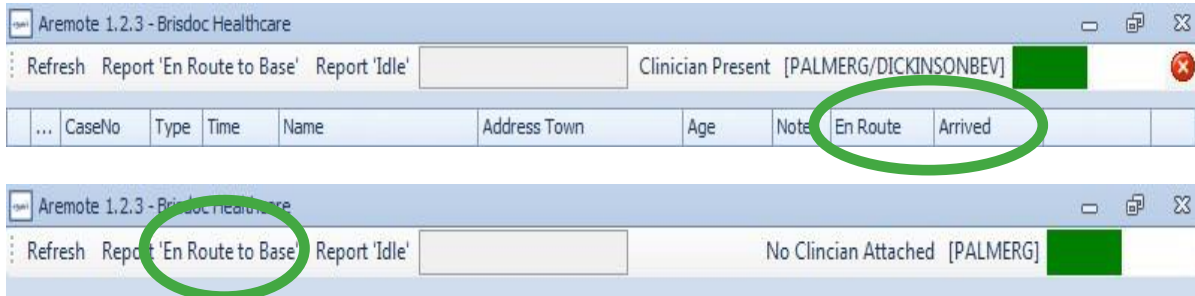 Aremote 1.2.3 - Brisdoc Healthcare
Refresh Report 'En Route to Base' Report 'Idle' Clinician Present [PALMERG/DICKINSONBEV]
... CaseNo Type Time Name Address Town Age Note En Route Arrived
Aremote 1.2.3 - Brisdoc Healthcare
Refresh Report 'En Route to Base' Report 'Idle' No Clincian Attached [PALMERG]